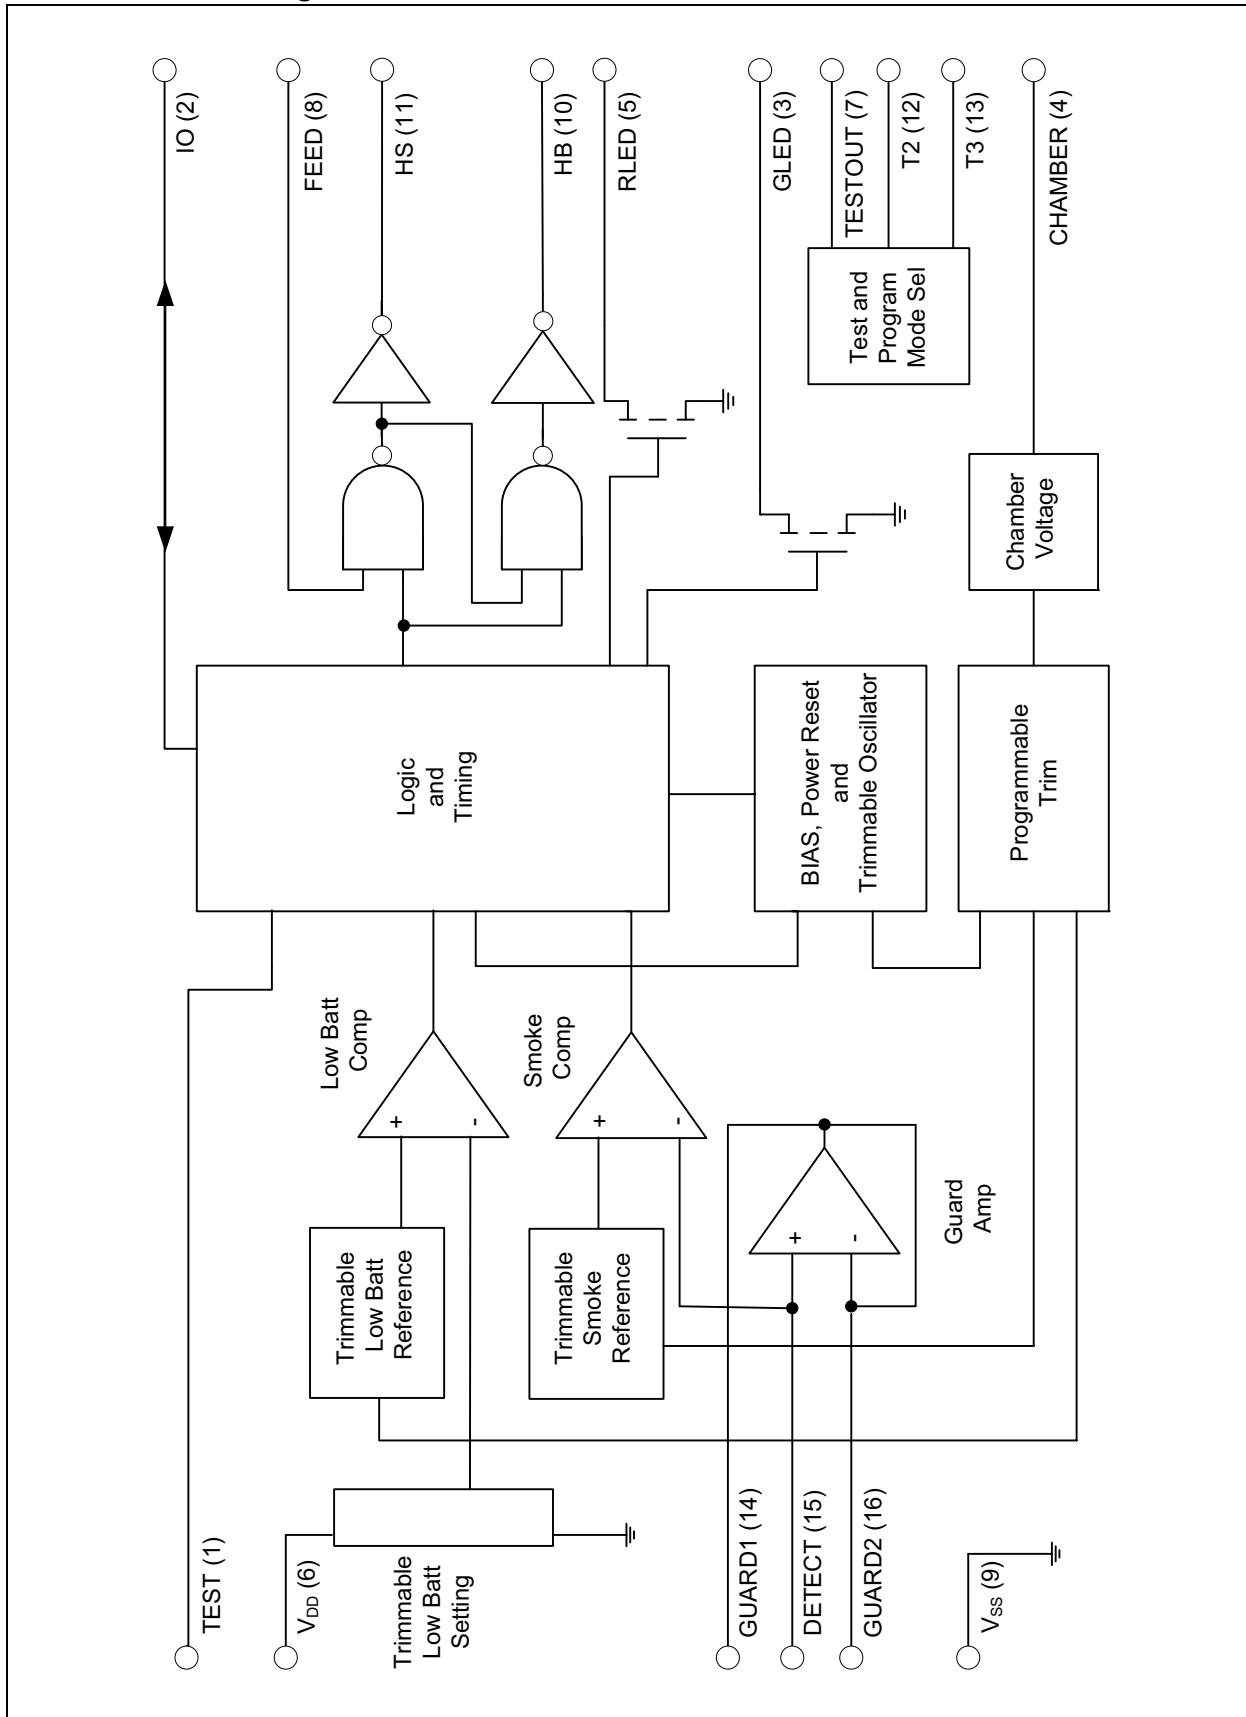 g
TEST (1)
V_DD (6)
Trimmable
Low Batt
Setting
GUARD1 (14)
DETECT (15)
GUARD2 (16)
V_SS (9)
Trimmable
Low Batt
Reference
Trimmable
Smoke
Reference
+
-
Low Batt
Comp
+
-
Smoke
Comp
+
-
Guard
Amp
Logic
and
Timing
BIAS, Power Reset
and
Trimmable Oscillator
Programmable
Trim
Chamber
Voltage
Test and
Program
Mode Sel
IO (2)
FEED (8)
HS (11)
HB (10)
RLED (5)
GLED (3)
TESTOUT (7)
T2 (12)
T3 (13)
CHAMBER (4)